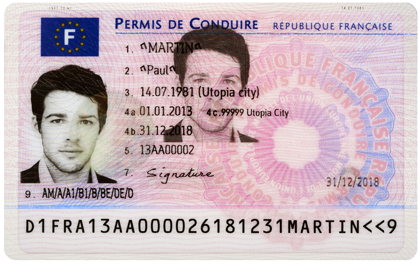 F
PERMIS DE CONDUIRE RÉPUBLIQUE FRANÇAISE
1. ^MARTIN^
2. ^Paul^
3. 14.07.1981 (Utopia city)
4a 01.01.2013 4c.99999 Utopia City
4b 31.12.2018
5. 13AA00002
7. Signature
31/12/2018
9. AM/A/A1/B1/B/BE/DE/D
D1FRA13AA000026181231MARTIN<<9